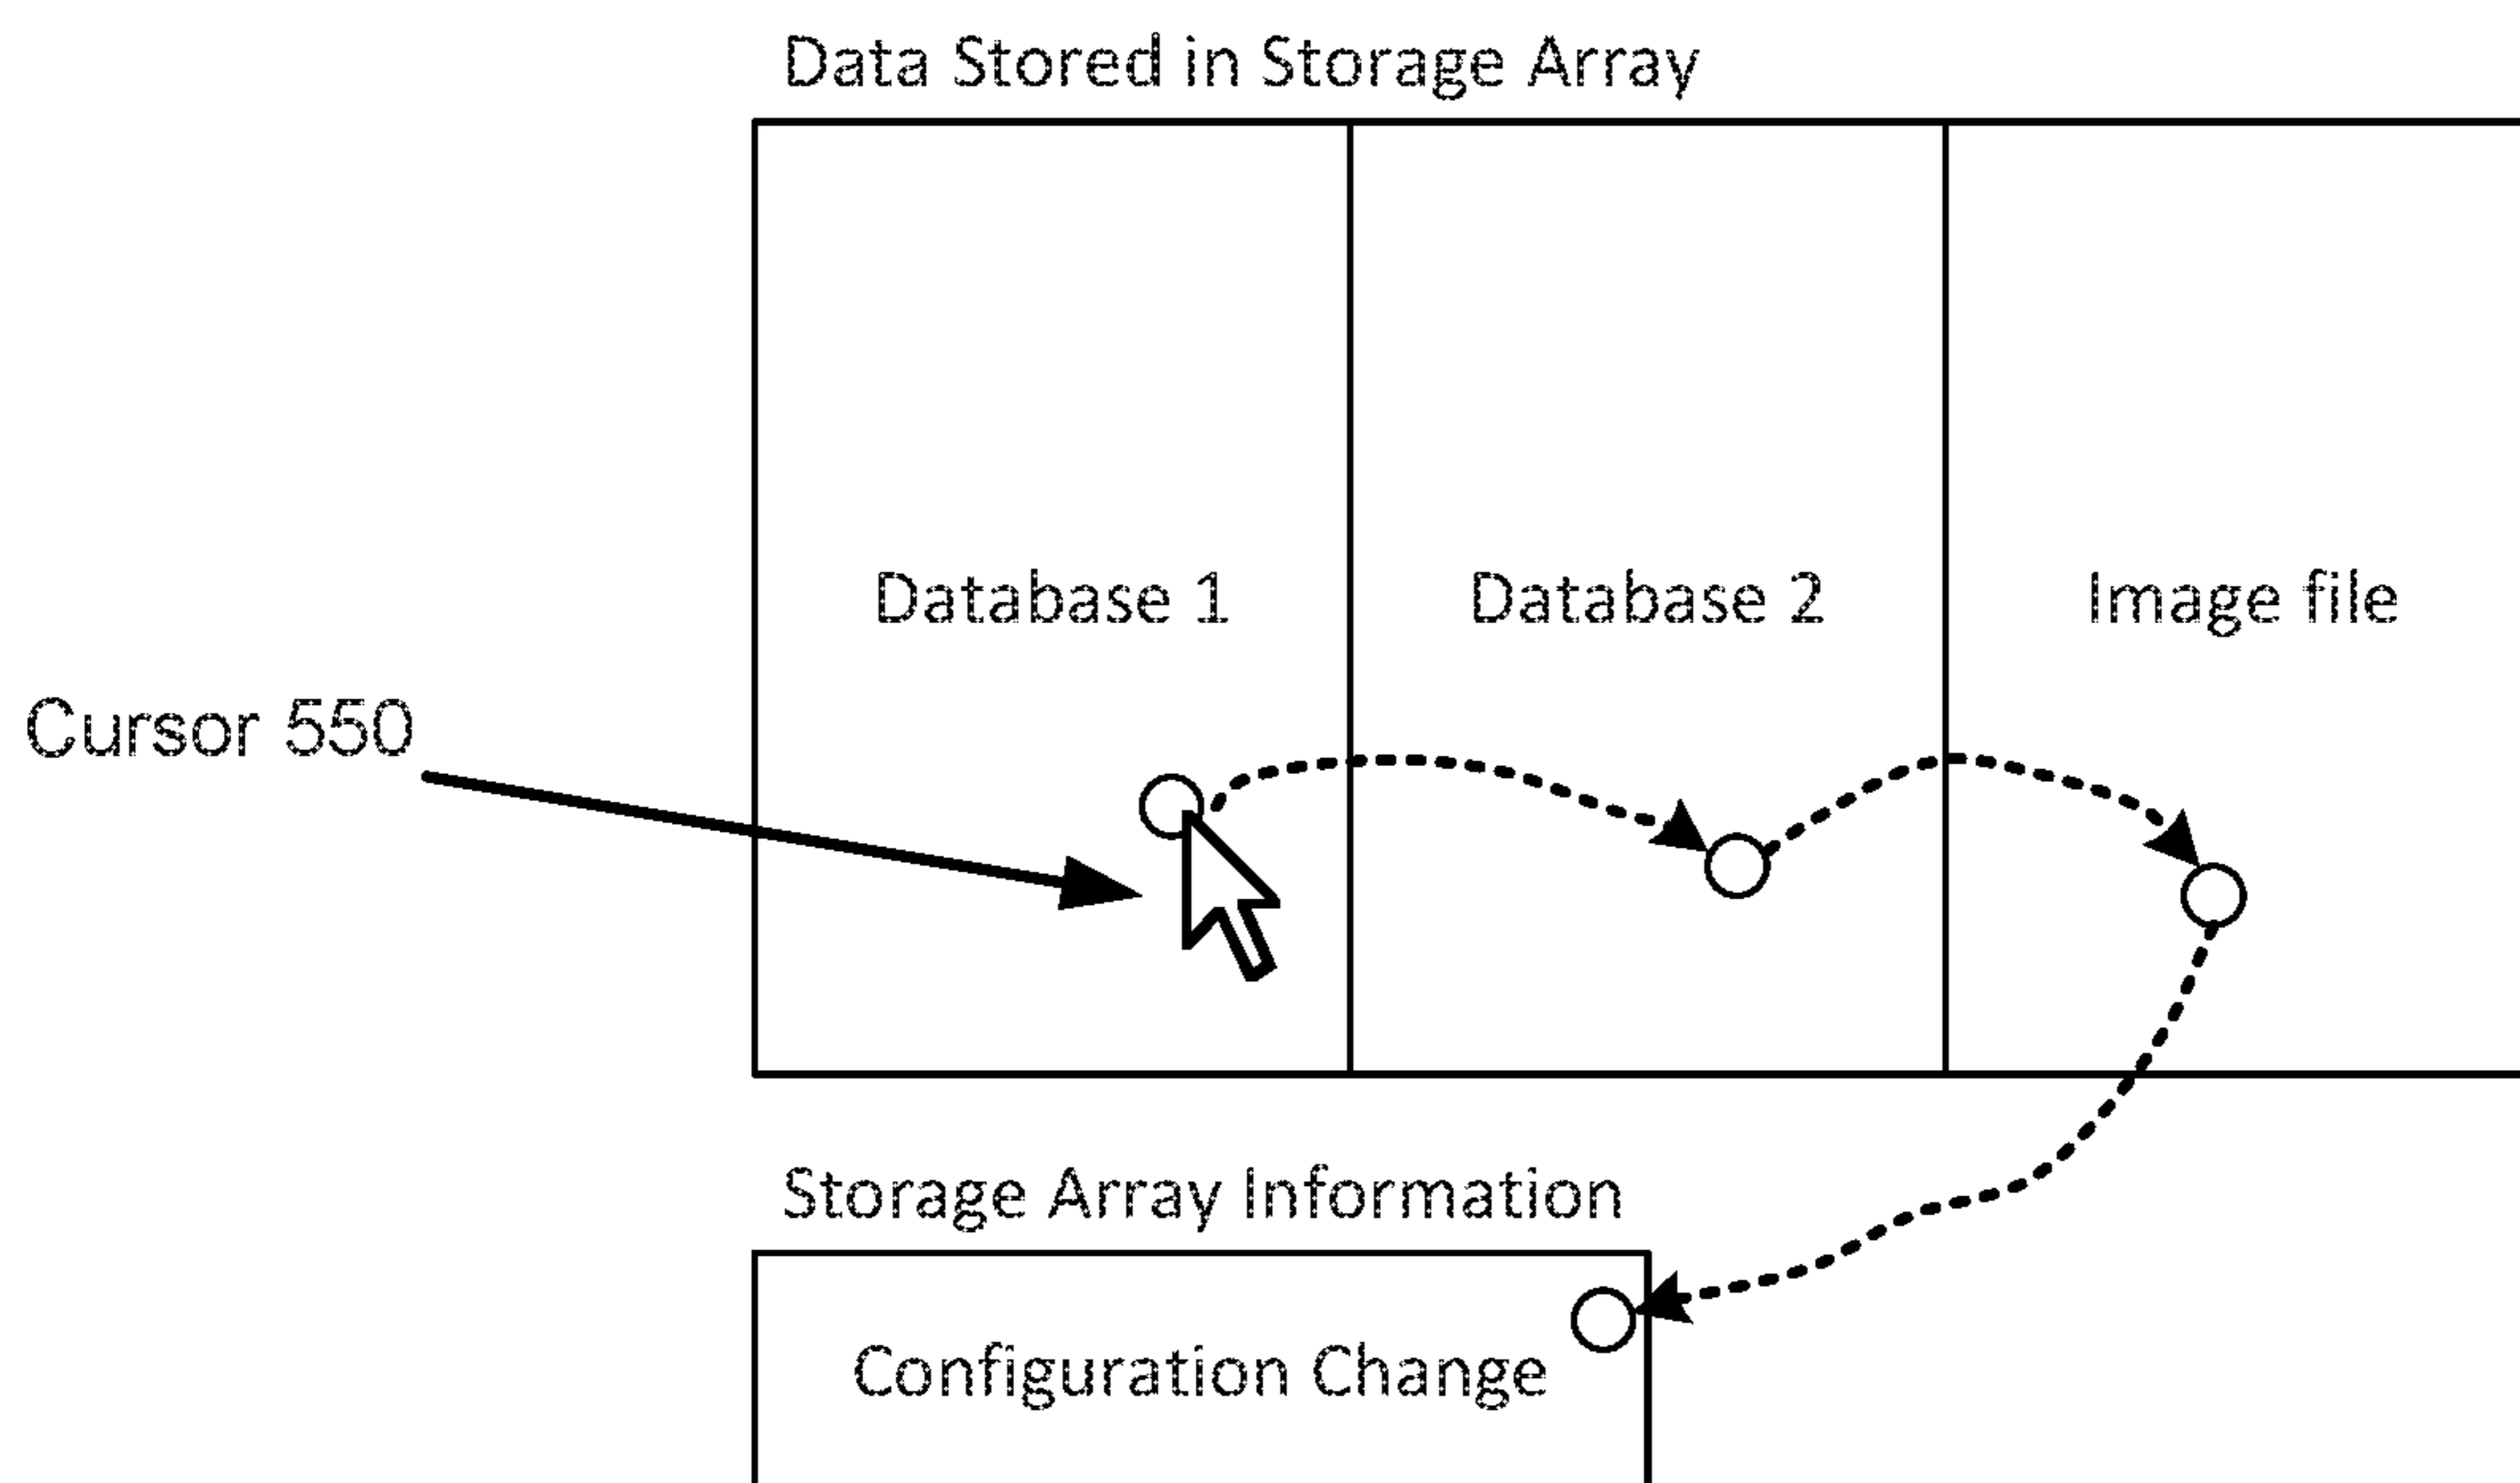 Data Stored in Storage Array
Database 1
Database 2
Image file
Cursor 550
Storage Array Information
Configuration Change